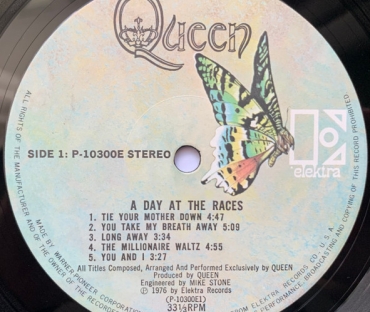 Queen
SIDE 1: P-10300E STEREO
elektra
A DAY AT THE RACES
1. TIE YOUR MOTHER DOWN 4:47
2. YOU TAKE MY BREATH AWAY 5:09
3. LONG AWAY 3:34
4. THE MILLIONAIRE WALTZ 4:55
5. YOU AND I 3:27
All Titles Composed, Arranged And Performed Exclusively by QUEEN
Produced by QUEEN
Engineered by MIKE STONE
℗ 1976 by Elektra Records
(P-10300E1)
33⅓RPM
ALL RIGHTS OF THE MANUFACTURER AND OF THE OWNER OF THE RECORDED
MADE BY WARNER-PIONEER CORPORATION
FROM ELEKTRA RECORDS CO., U.S.A.
PERFORMANCE, BROADCASTING AND COPYING OF THIS RECORD PROHIBITED